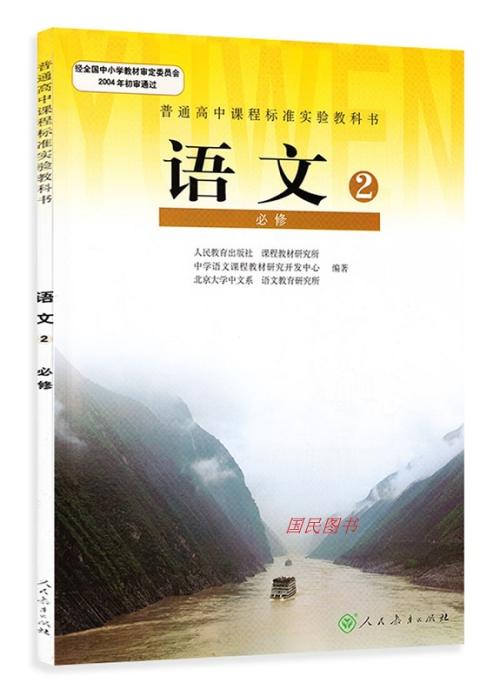 普通高中课程标准实验教科书
语文
2
必修
人民教育出版社
YUWEN
经全国中小学教材审定委员会
2004年初审通过
普通高中课程标准实验教科书
语文 2
必修
人民教育出版社 课程教材研究所
中学语文课程教材研究开发中心 编著
北京大学中文系 语文教育研究所
国民图书
人民教育出版社